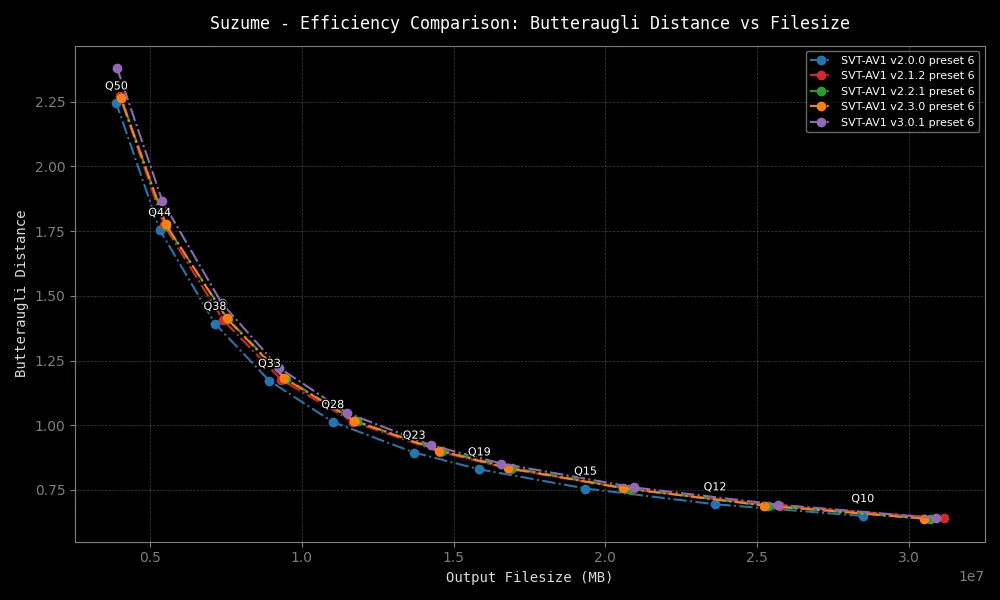 Suzume - Efficiency Comparison: Butteraugli Distance vs Filesize
SVT-AV1 v2.0.0 preset 6
SVT-AV1 v2.1.2 preset 6
SVT-AV1 v2.2.1 preset 6
SVT-AV1 v2.3.0 preset 6
SVT-AV1 v3.0.1 preset 6
Butteraugli Distance
2.25
2.00
1.75
1.50
1.25
1.00
0.75
Q50
Q44
Q38
Q33
Q28
Q23
Q19
Q15
Q12
Q10
0.5 1.0 1.5 2.0 2.5 3.0
1e7
Output Filesize (MB)